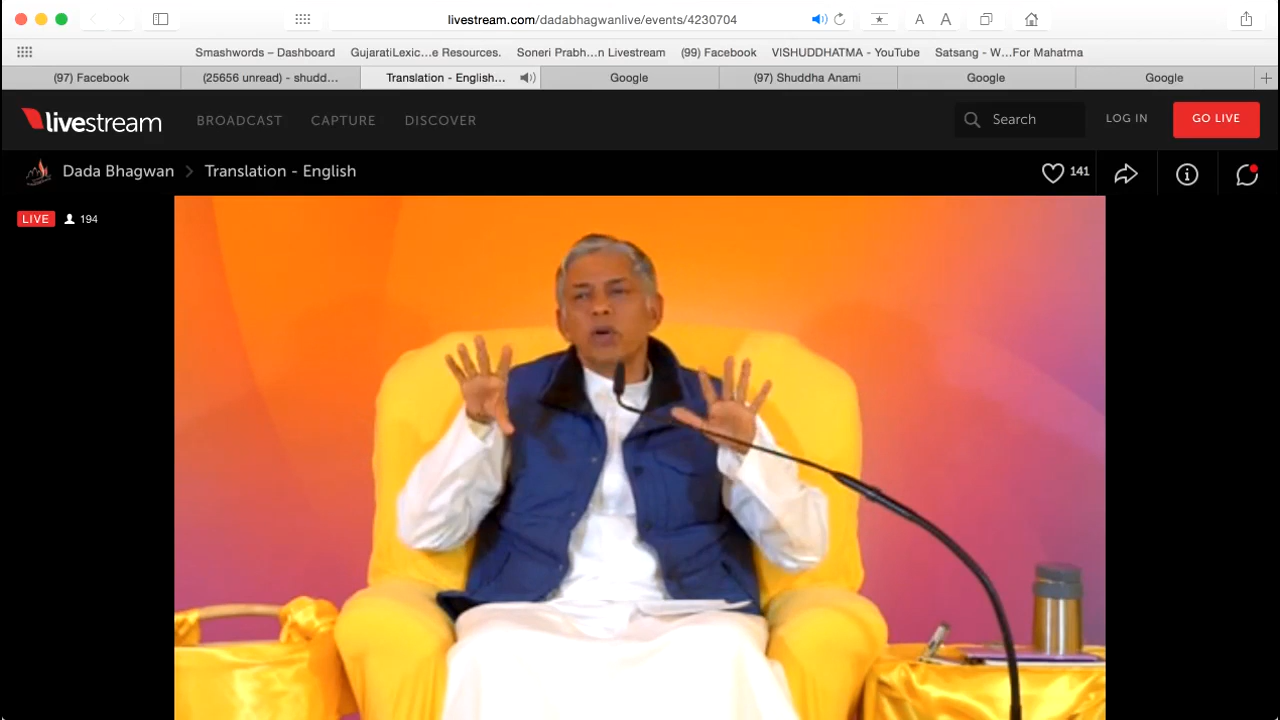 livestream.com/dadabhagwanlive/events/4230704
A A
Smashwords – Dashboard GujaratiLexic...e Resources. Soneri Prabh...n Livestream (99) Facebook VISHUDDHATMA - YouTube Satsang - W...For Mahatma
(97) Facebook (25656 unread) - shudd... Translation - English... Google (97) Shuddha Anami Google Google
livestream BROADCAST CAPTURE DISCOVER Search LOG IN GO LIVE
Dada Bhagwan > Translation - English 141
LIVE 194